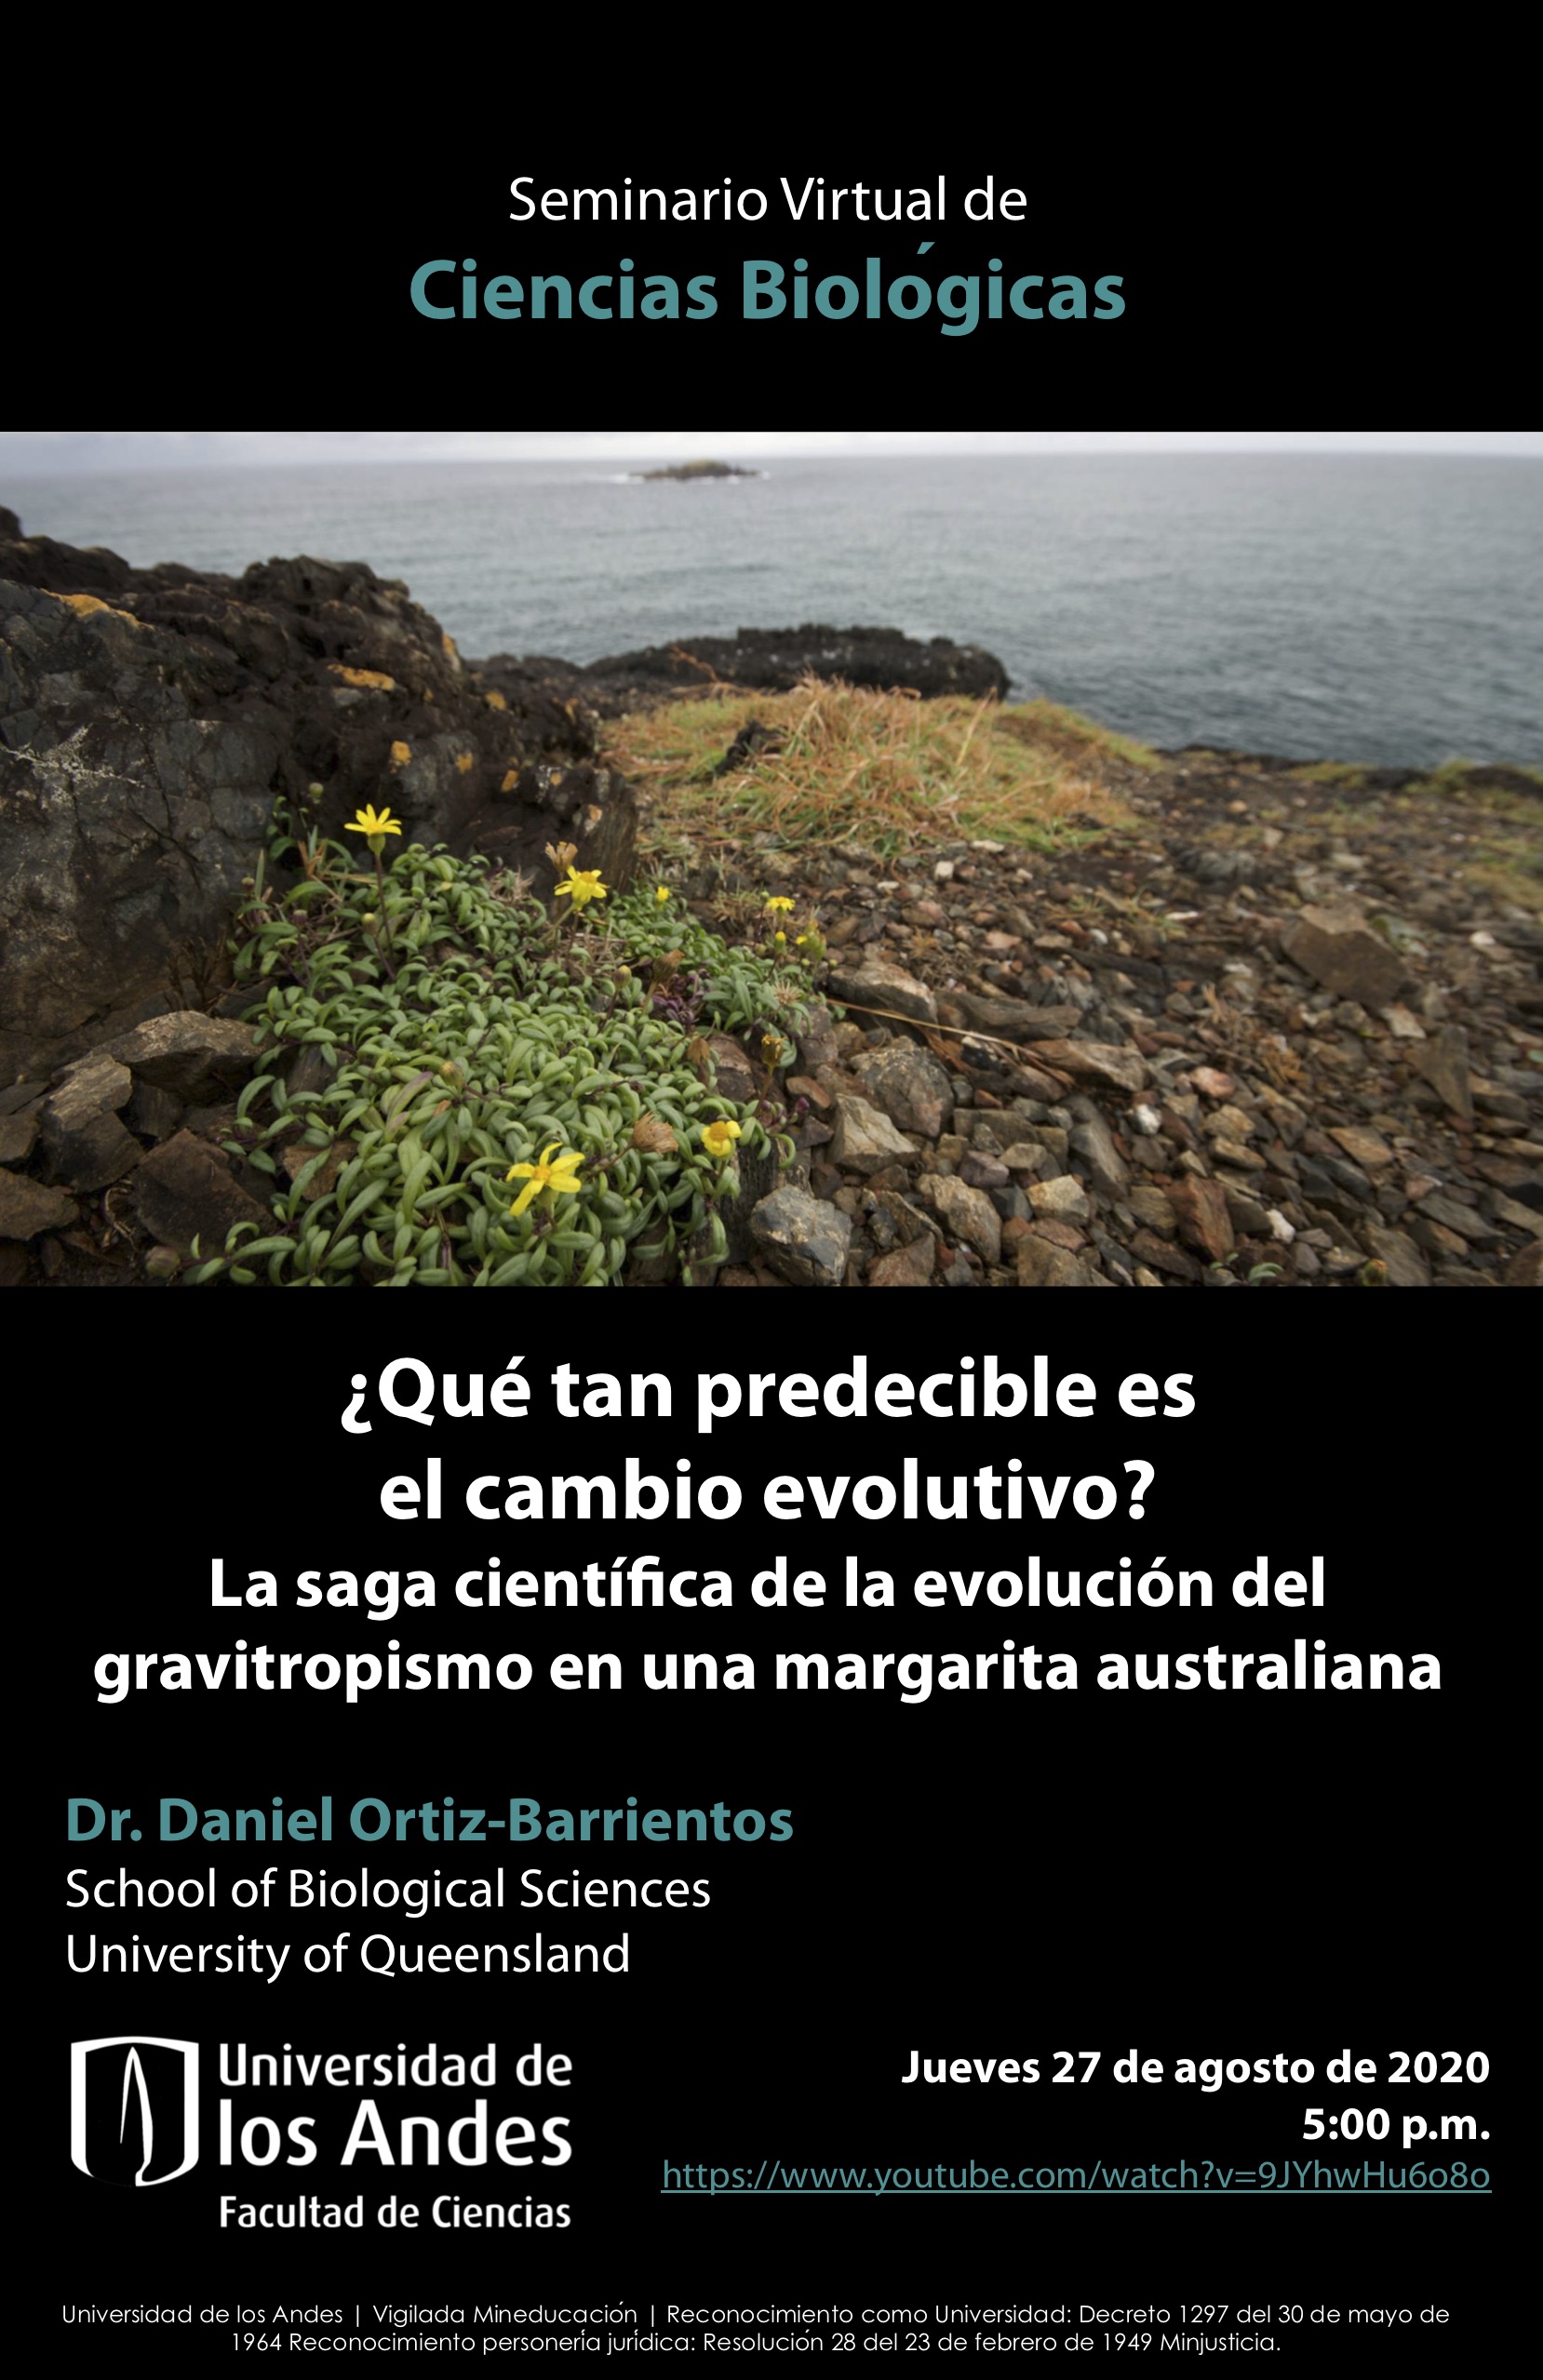 Seminario Virtual de
Ciencias Biológicas
¿Qué tan predecible es
el cambio evolutivo?
La saga científica de la evolución del
gravitropismo en una margarita australiana
Dr. Daniel Ortiz-Barrientos
School of Biological Sciences
University of Queensland
Universidad de
los Andes
Facultad de Ciencias
Jueves 27 de agosto de 2020
5:00 p.m.
https://www.youtube.com/watch?v=9JYhwHu6o8o
Universidad de los Andes | Vigilada Mineducación | Reconocimiento como Universidad: Decreto 1297 del 30 de mayo de
1964 Reconocimiento personería jurídica: Resolución 28 del 23 de febrero de 1949 Minjusticia.